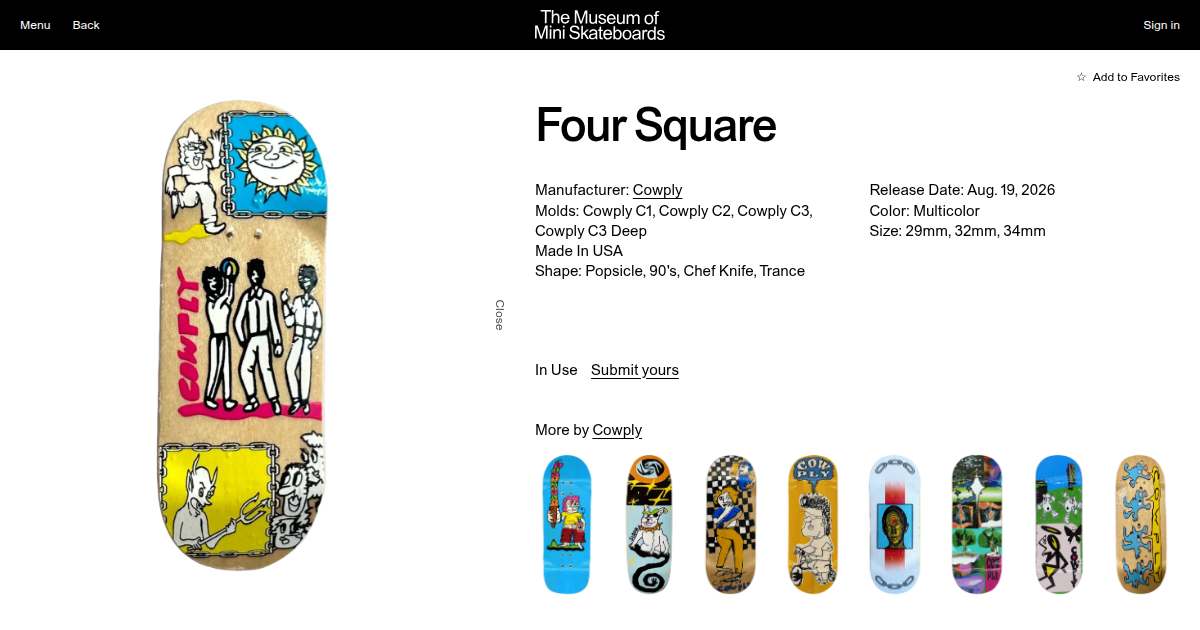 Menu
Back
The Museum of
Mini Skateboards
Sign in
☆ Add to Favorites
Four Square
Manufacturer: Cowply
Molds: Cowply C1, Cowply C2, Cowply C3,
Cowply C3 Deep
Made In USA
Shape: Popsicle, 90's, Chef Knife, Trance
Release Date: Aug. 19, 2026
Color: Multicolor
Size: 29mm, 32mm, 34mm
COWPLY
Close
In Use
Submit yours
More by Cowply
COW
PLY